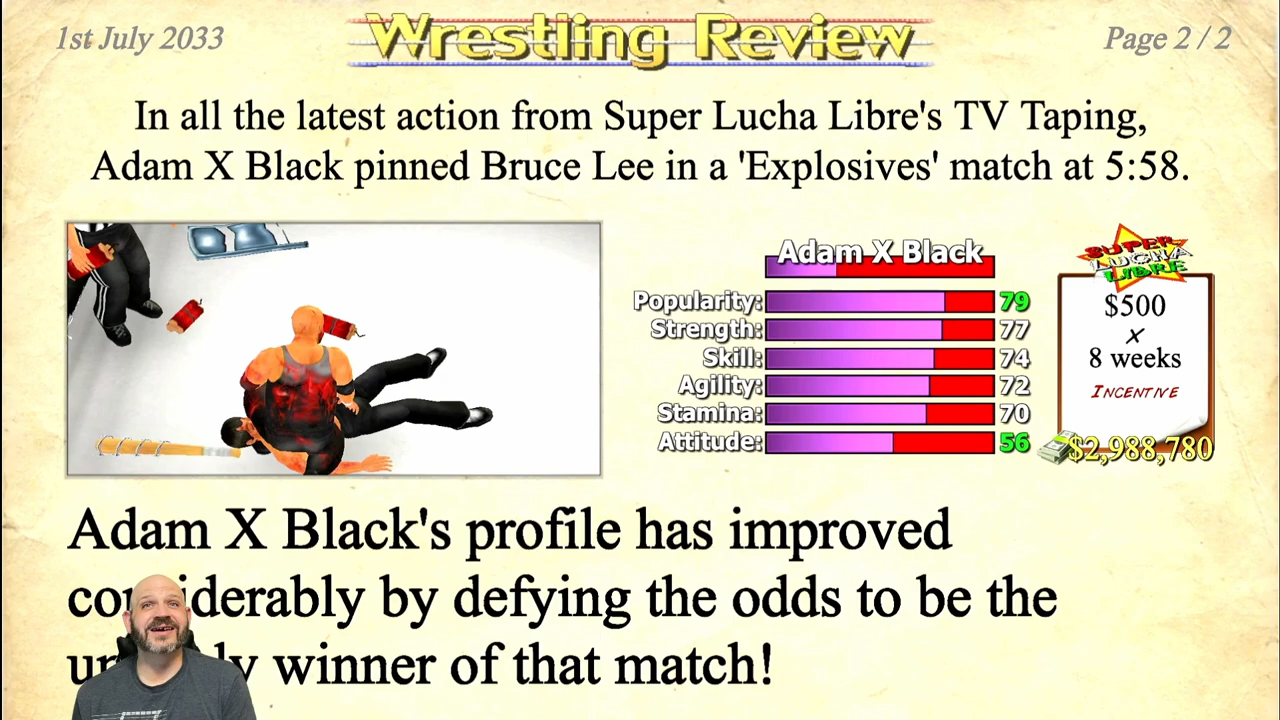 1st July 2033
Wrestling Review
Page 2 / 2
In all the latest action from Super Lucha Libre's TV Taping,
Adam X Black pinned Bruce Lee in a 'Explosives' match at 5:58.
Adam X Black
Popularity: 79
Strength: 77
Skill: 74
Agility: 72
Stamina: 70
Attitude: 56
SUPER
LUCHA
LIBRE
$500
x
8 weeks
INCENTIVE
$2,988,780
Adam X Black's profile has improved
by defying the odds to be the
winner of that match!